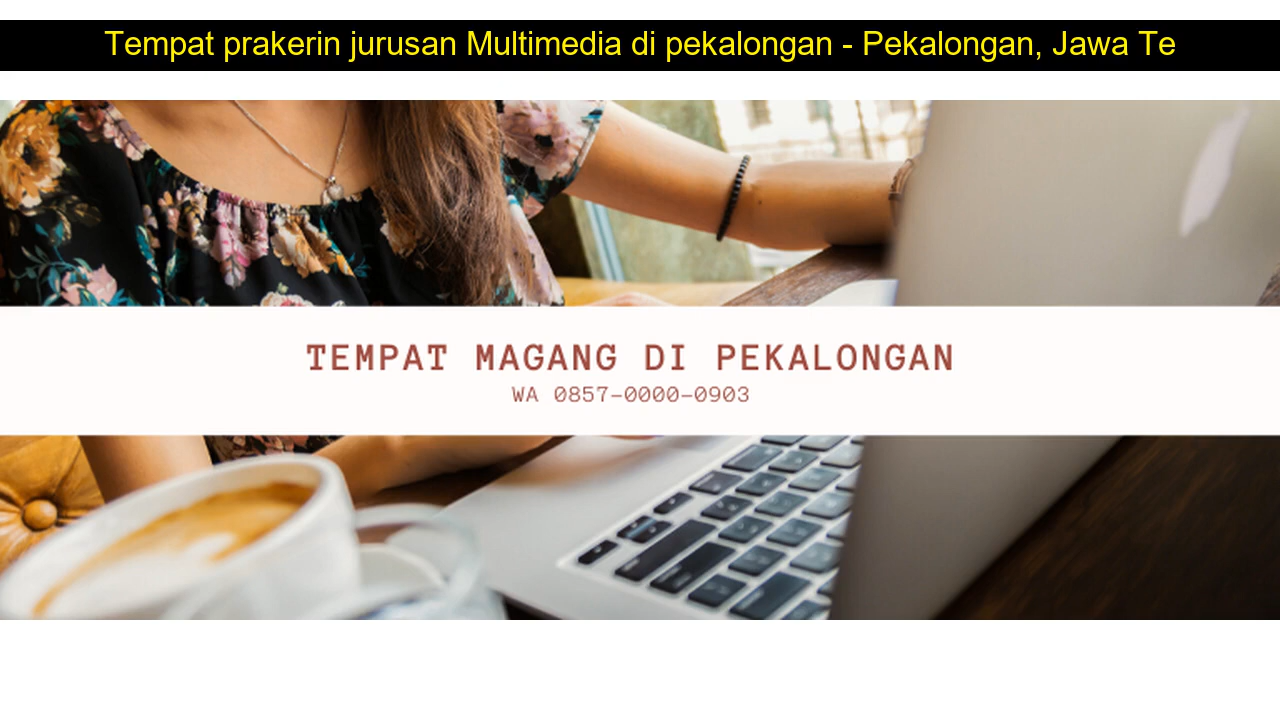 Tempat prakerin jurusan Multimedia di pekalongan - Pekalongan, Jawa Te
TEMPAT MAGANG DI PEKALONGAN
WA 0857-0000-0903